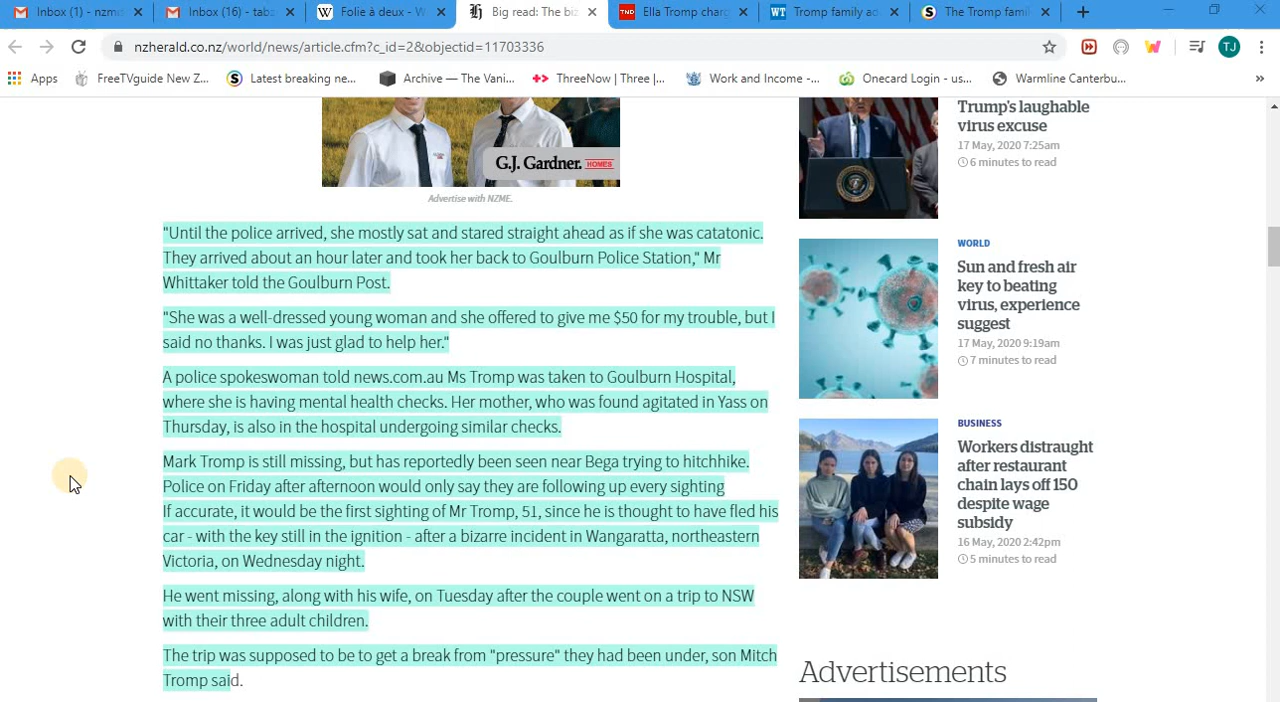 Inbox (1) - nzme
Inbox (16) - tabs
W Folie à deux - W
Big read: The biz
TND Ella Tromp charg
WT Tromp family ad
S The Tromp famil
nzherald.co.nz/world/news/article.cfm?c_id=2&objectid=11703336
TJ
Apps
FreeTVguide New Z...
Latest breaking ne...
Archive — The Vani...
ThreeNow | Three |...
Work and Income -...
Onecard Login - us...
Warmline Canterbu...
G.J. Gardner. HOMES
Advertise with NZME.
"Until the police arrived, she mostly sat and stared straight ahead as if she was catatonic.
They arrived about an hour later and took her back to Goulburn Police Station," Mr
Whittaker told the Goulburn Post.
"She was a well-dressed young woman and she offered to give me $50 for my trouble, but I
said no thanks. I was just glad to help her."
A police spokeswoman told news.com.au Ms Tromp was taken to Goulburn Hospital,
where she is having mental health checks. Her mother, who was found agitated in Yass on
Thursday, is also in the hospital undergoing similar checks.
Mark Tromp is still missing, but has reportedly been seen near Bega trying to hitchhike.
Police on Friday after afternoon would only say they are following up every sighting
If accurate, it would be the first sighting of Mr Tromp, 51, since he is thought to have fled his
car - with the key still in the ignition - after a bizarre incident in Wangaratta, northeastern
Victoria, on Wednesday night.
He went missing, along with his wife, on Tuesday after the couple went on a trip to NSW
with their three adult children.
The trip was supposed to be to get a break from "pressure" they had been under, son Mitch
Tromp said.
Trump's laughable
virus excuse
17 May, 2020 7:25am
6 minutes to read
WORLD
Sun and fresh air
key to beating
virus, experience
suggest
17 May, 2020 9:19am
7 minutes to read
BUSINESS
Workers distraught
after restaurant
chain lays off 150
despite wage
subsidy
16 May, 2020 2:42pm
5 minutes to read
Advertisements